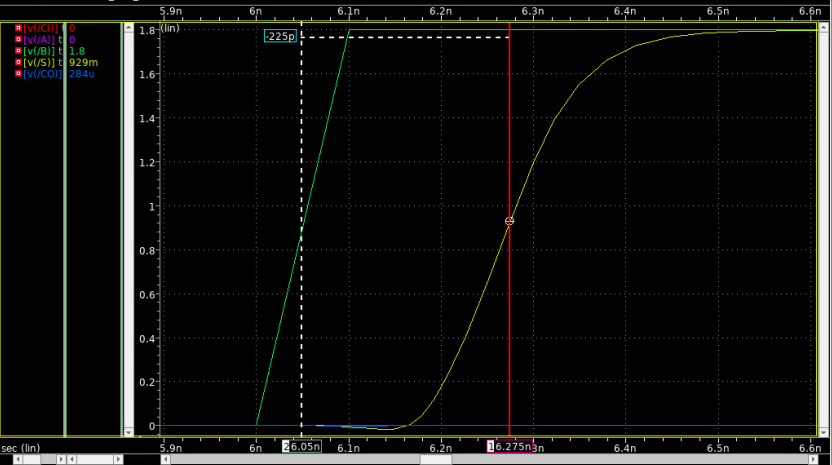 5.9n 6n 6.1n 6.2n 6.3n 6.4n 6.5n 6.6n
[v(/CI)] t 0
[v(/A)] t 0
[v(/B)] t 1.8
[v(/S)] t 929m
[v(/CO)] 284u
1.8 (lin)
-225p
1.6
1.4
1.2
1
0.8
0.6
0.4
0.2
0
sec (lin) 5.9n 6n 26.05n 6.1n 6.2n 16.275n 6.3n 6.4n 6.5n 6.6n